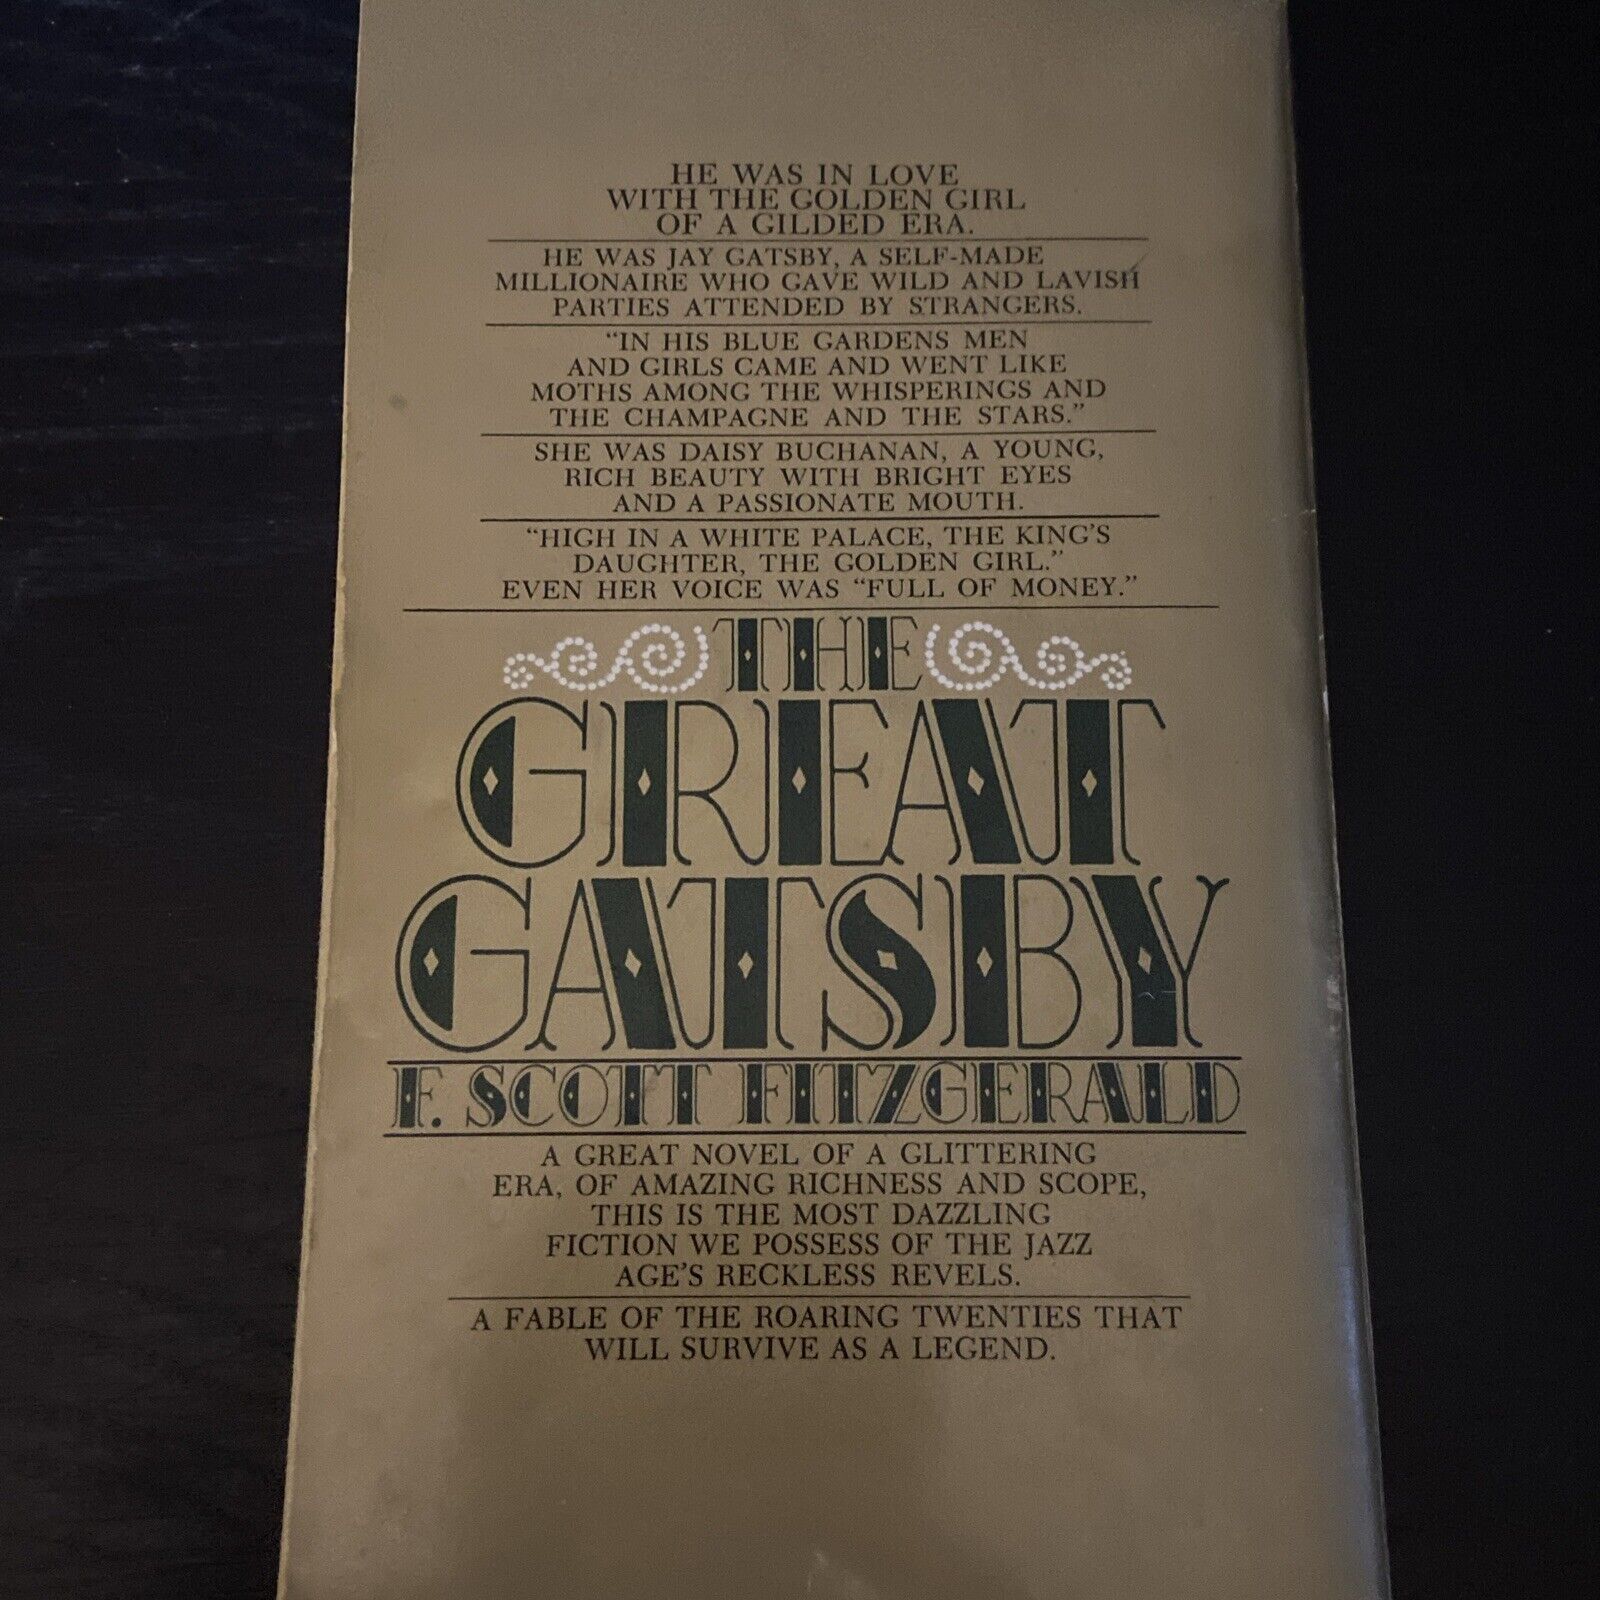 HE WAS IN LOVE
WITH THE GOLDEN GIRL
OF A GILDED ERA.
HE WAS JAY GATSBY, A SELF-MADE
MILLIONAIRE WHO GAVE WILD AND LAVISH
PARTIES ATTENDED BY STRANGERS.
"IN HIS BLUE GARDENS MEN
AND GIRLS CAME AND WENT LIKE
MOTHS AMONG THE WHISPERINGS AND
THE CHAMPAGNE AND THE STARS."
SHE WAS DAISY BUCHANAN, A YOUNG,
RICH BEAUTY WITH BRIGHT EYES
AND A PASSIONATE MOUTH.
"HIGH IN A WHITE PALACE, THE KING'S
DAUGHTER, THE GOLDEN GIRL."
EVEN HER VOICE WAS "FULL OF MONEY."
THE
GREAT
GATSBY
F. SCOTT FITZGERALD
A GREAT NOVEL OF A GLITTERING
ERA, OF AMAZING RICHNESS AND SCOPE,
THIS IS THE MOST DAZZLING
FICTION WE POSSESS OF THE JAZZ
AGE'S RECKLESS REVELS.
A FABLE OF THE ROARING TWENTIES THAT
WILL SURVIVE AS A LEGEND.